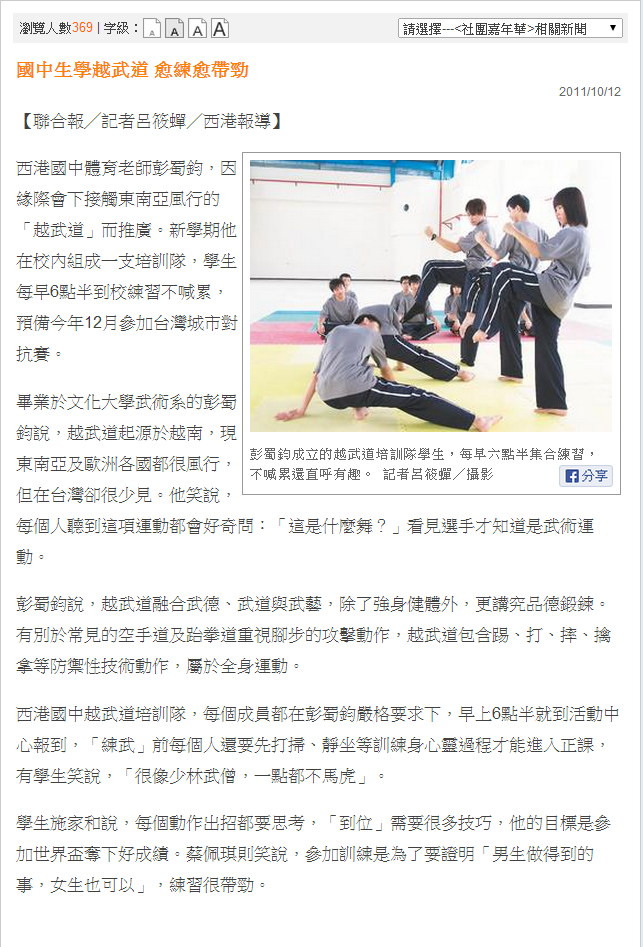 瀏覽人數369 | 字級： A A A A 請選擇---<社團嘉年華>相關新聞
國中生學越武道 愈練愈帶勁
2011/10/12
【聯合報╱記者呂筱蟬╱西港報導】
西港國中體育老師彭蜀鈞，因
緣際會下接觸東南亞風行的
「越武道」而推廣。新學期他
在校內組成一支培訓隊，學生
每早6點半到校練習不喊累，
預備今年12月參加台灣城市對
抗賽。
彭蜀鈞成立的越武道培訓隊學生，每早六點半集合練習，
不喊累還直呼有趣。 記者呂筱蟬／攝影
分享
畢業於文化大學武術系的彭蜀
鈞說，越武道起源於越南，現
東南亞及歐洲各國都很風行，
但在台灣卻很少見。他笑說，
每個人聽到這項運動都會好奇問：「這是什麼舞？」看見選手才知道是武術運
動。
彭蜀鈞說，越武道融合武德、武道與武藝，除了強身健體外，更講究品德鍛鍊。
有別於常見的空手道及跆拳道重視腳步的攻擊動作，越武道包含踢、打、摔、擒
拿等防禦性技術動作，屬於全身運動。
西港國中越武道培訓隊，每個成員都在彭蜀鈞嚴格要求下，早上6點半就到活動中
心報到，「練武」前每個人還要先打掃、靜坐等訓練身心靈過程才能進入正課，
有學生笑說，「很像少林武僧，一點都不馬虎」。
學生施家和說，每個動作出招都要思考，「到位」需要很多技巧，他的目標是參
加世界盃奪下好成績。蔡佩琪則笑說，參加訓練是為了要證明「男生做得到的
事，女生也可以」，練習很帶勁。